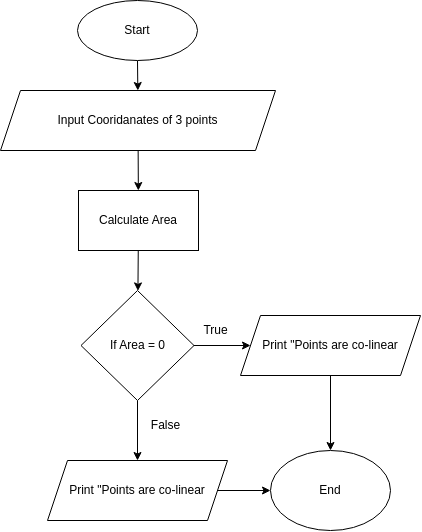 Start
Input Cooridanates of 3 points
Calculate Area
If Area = 0
True
Print "Points are co-linear
False
Print "Points are co-linear
End